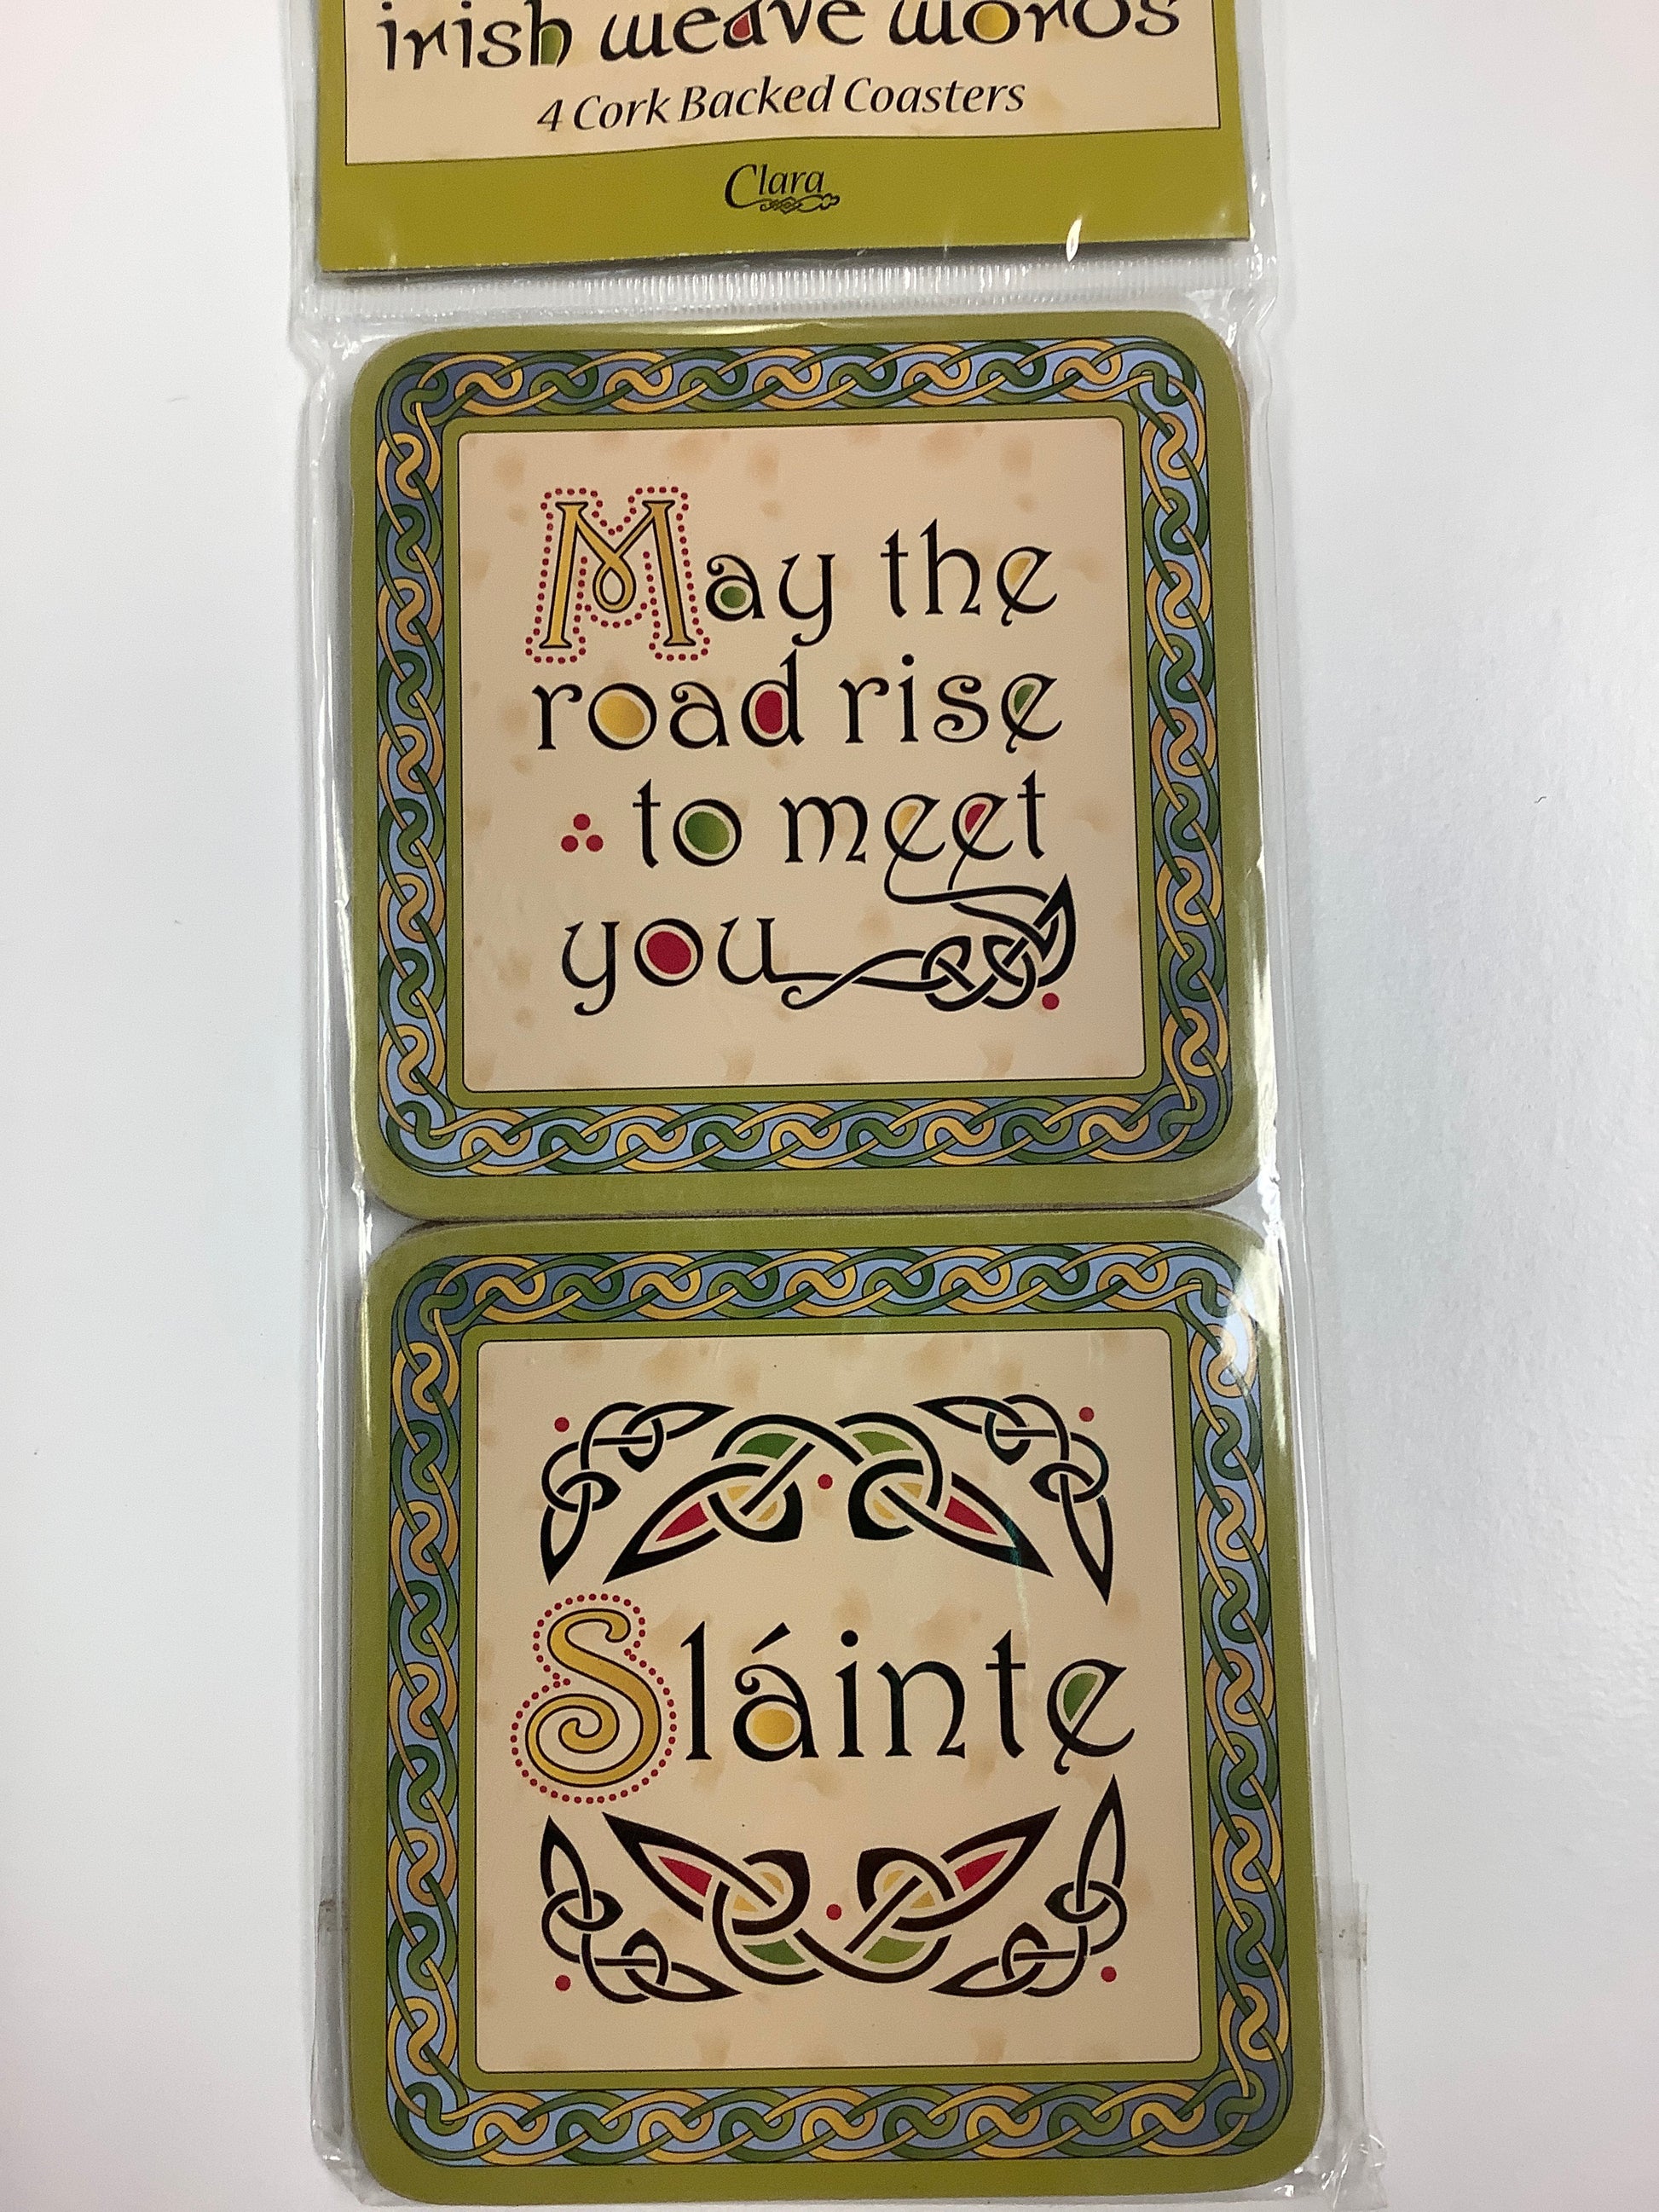 irish weave words
4 Cork Backed Coasters
Clara
May the
road rise
to meet
you
Sláinte